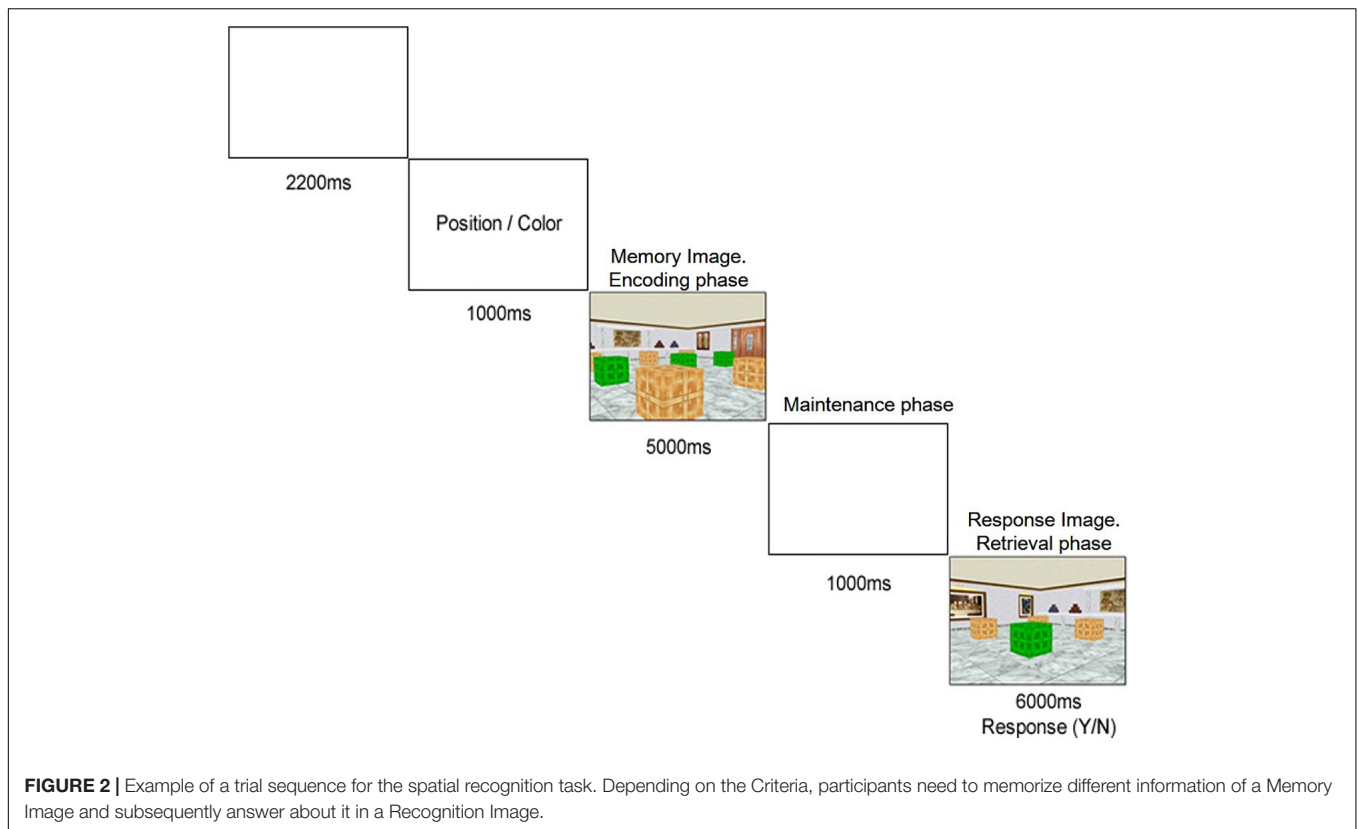 2200ms
Position / Color
1000ms
Memory Image.
Encoding phase
5000ms
Maintenance phase
1000ms
Response Image.
Retrieval phase
6000ms
Response (Y/N)
FIGURE 2 | Example of a trial sequence for the spatial recognition task. Depending on the Criteria, participants need to memorize different information of a Memory
Image and subsequently answer about it in a Recognition Image.